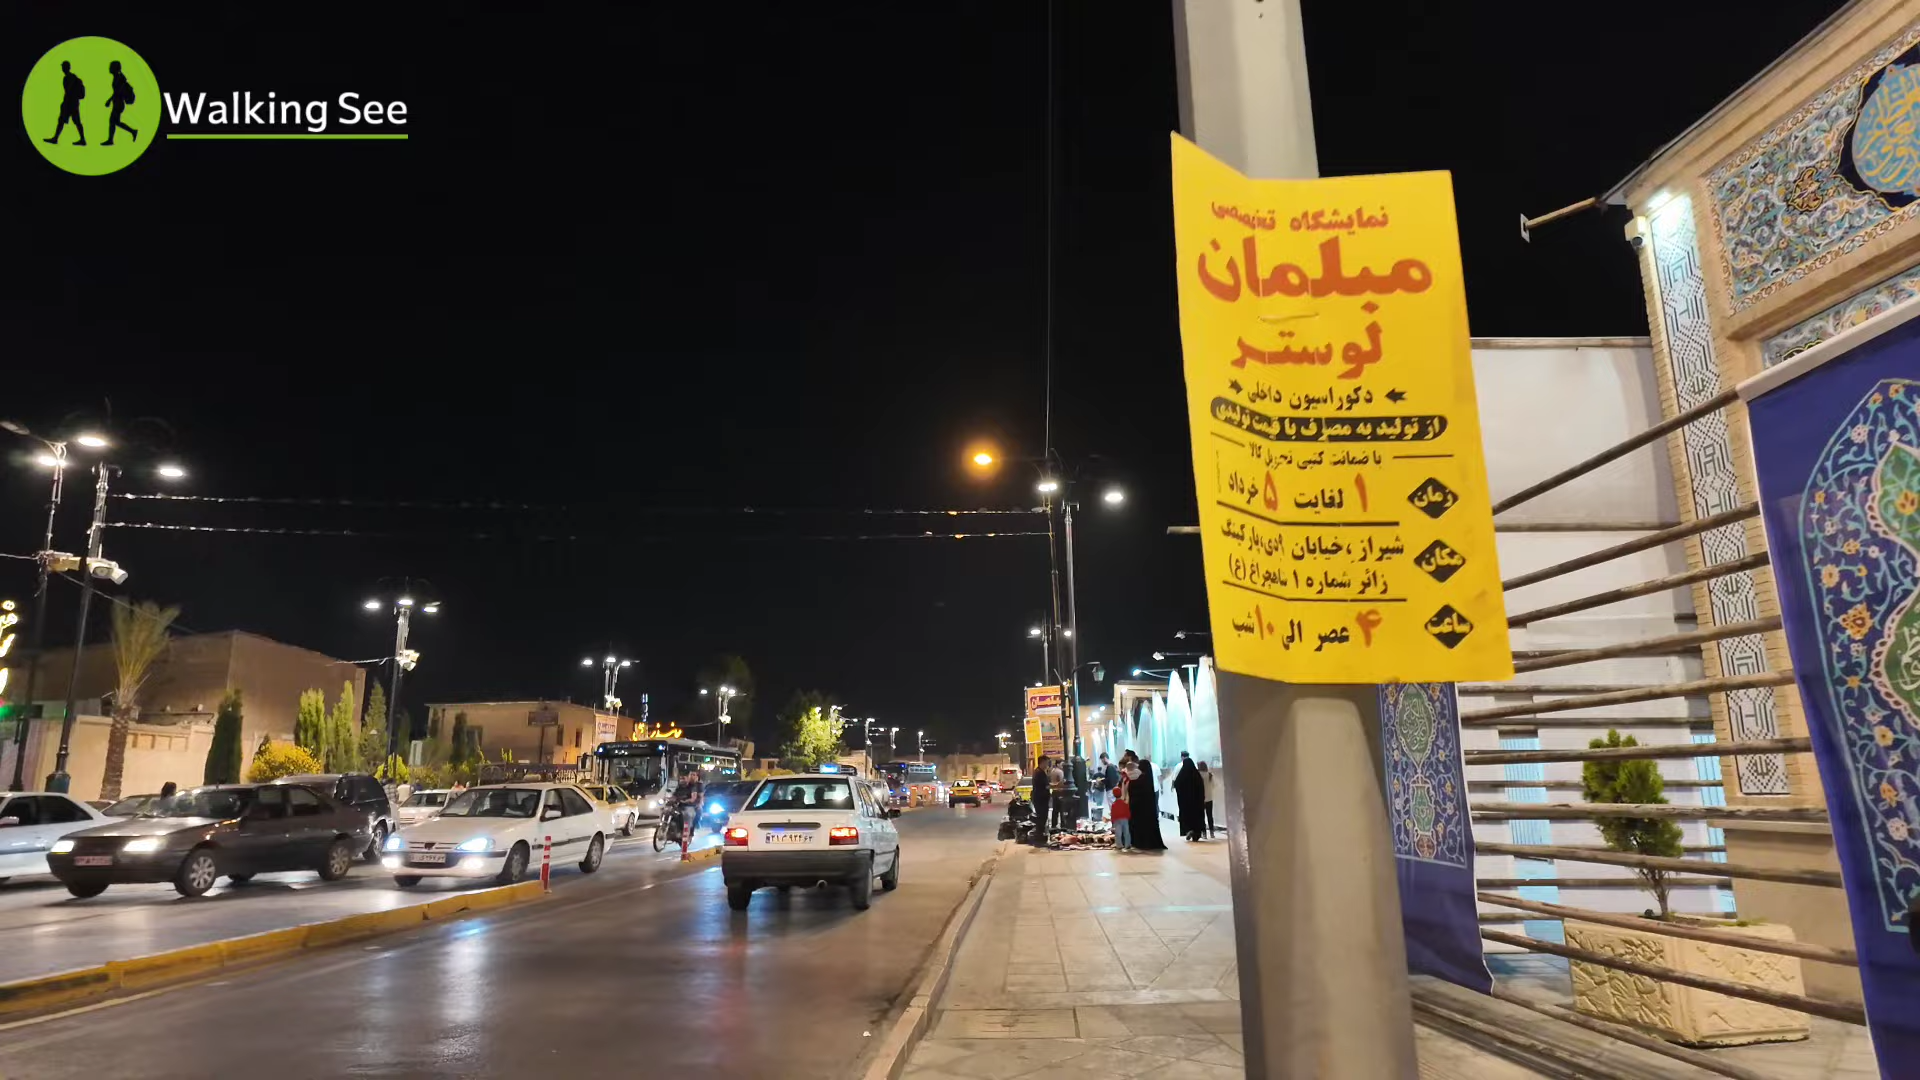 Walking See
نمایشگاه تخصصی
مبلمان
لوستر
دکوراسیون داخلی
از تولید به مصرف با قیمت تولیدی
با ضمانت کتبی تحویل کالا
زمان ۱ لغایت ۵ خرداد
مکان شیراز، خیابان ۹دی، پارکینگ
زائر شماره ۱ شاهچراغ (ع)
ساعت ۴ عصر الی ۱۰ شب